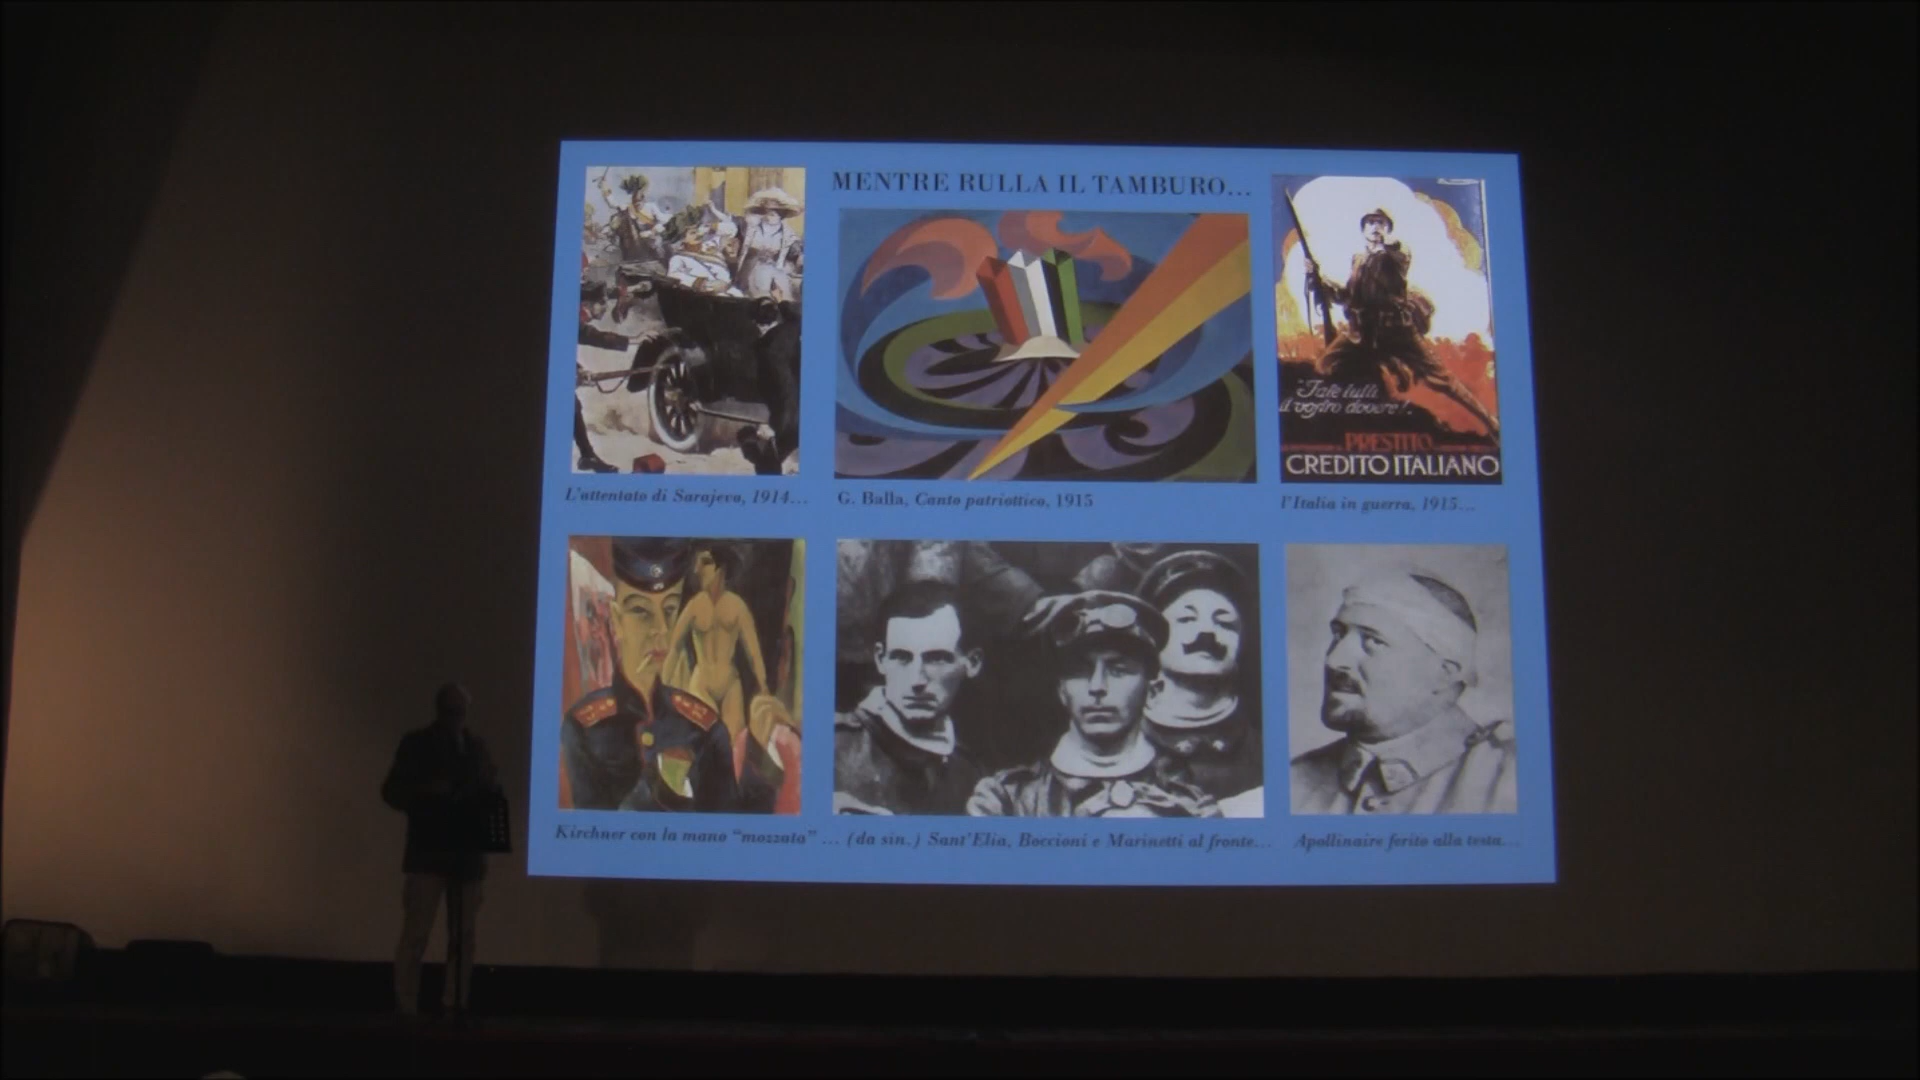 MENTRE RULLA IL TAMBURO...
"Fate tutti
il vostro dovere!"
PRESTITO
CREDITO ITALIANO
L'attentato di Sarajevo, 1914...
G. Balla, Canto patriottico, 1915
l'Italia in guerra, 1915...
Kirchner con la mano "mozzata" ...
(da sin.) Sant'Elia, Boccioni e Marinetti al fronte...
Apollinaire ferito alla testa...